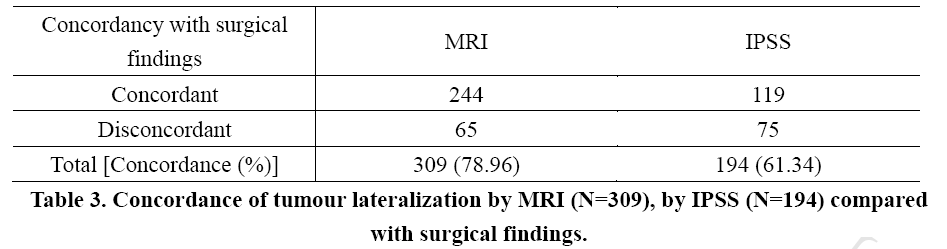 Concordancy with surgical findings MRI IPSS
Concordant 244 119
Disconcordant 65 75
Total [Concordance (%)] 309 (78.96) 194 (61.34)
Table 3. Concordance of tumour lateralization by MRI (N=309), by IPSS (N=194) compared
with surgical findings.